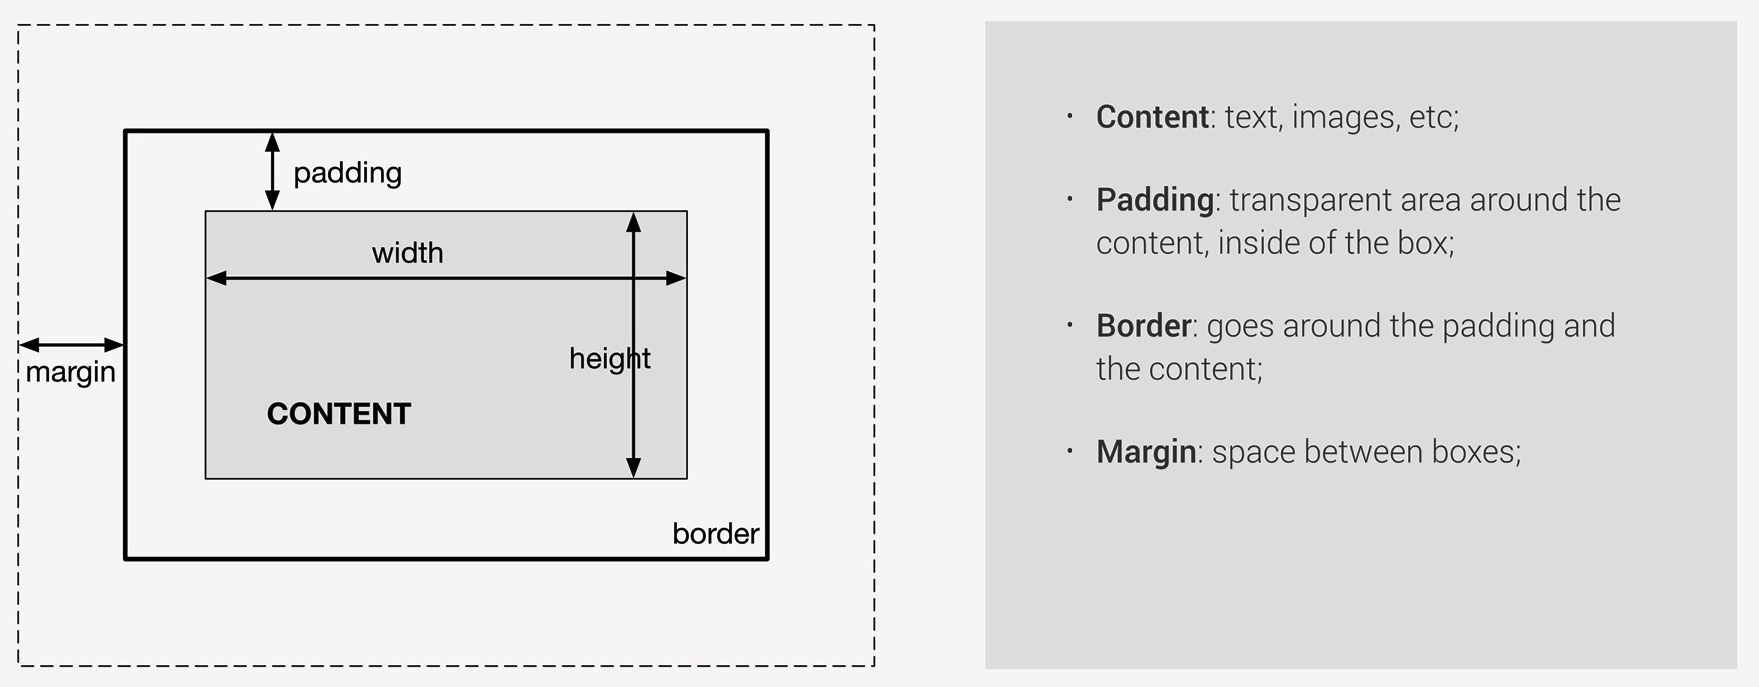 padding
width
margin
height
CONTENT
border
· Content: text, images, etc;
· Padding: transparent area around the
content, inside of the box;
· Border: goes around the padding and
the content;
· Margin: space between boxes;